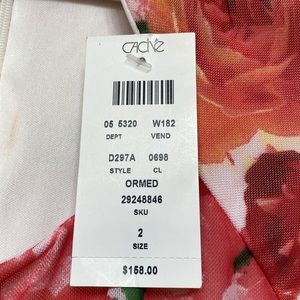 CACHE
05 5320 W182
DEPT VEND
D297A 0698
STYLE CL
ORMED
29248846
SKU
2
SIZE
$158.00